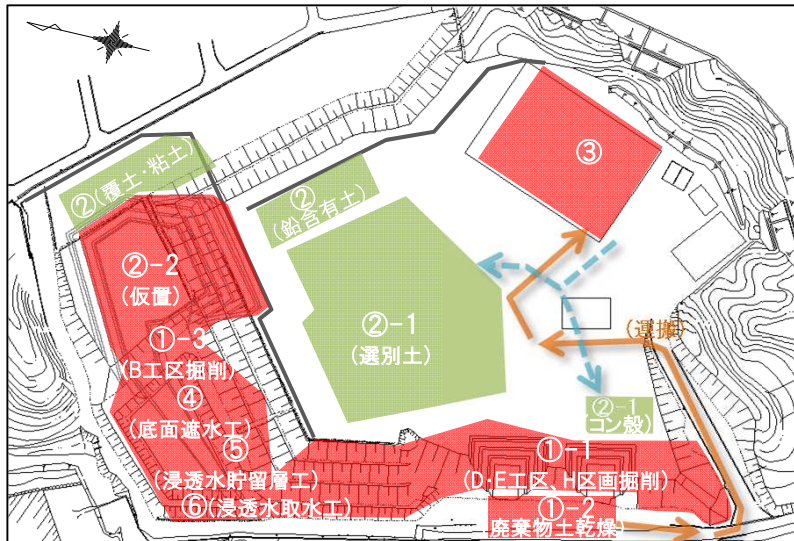 ③
②(覆土・粘土)
②
(鉛含有土)
②-2
(仮置)
②-1
(選別土)
(運搬)
①-3
(B工区掘削)
④
(底面遮水工)
⑤
(浸透水貯留層工)
⑥(浸透水取水工)
②-1
(コン殻)
①-1
(D・E工区、H区画掘削)
①-2
廃棄物土乾燥)